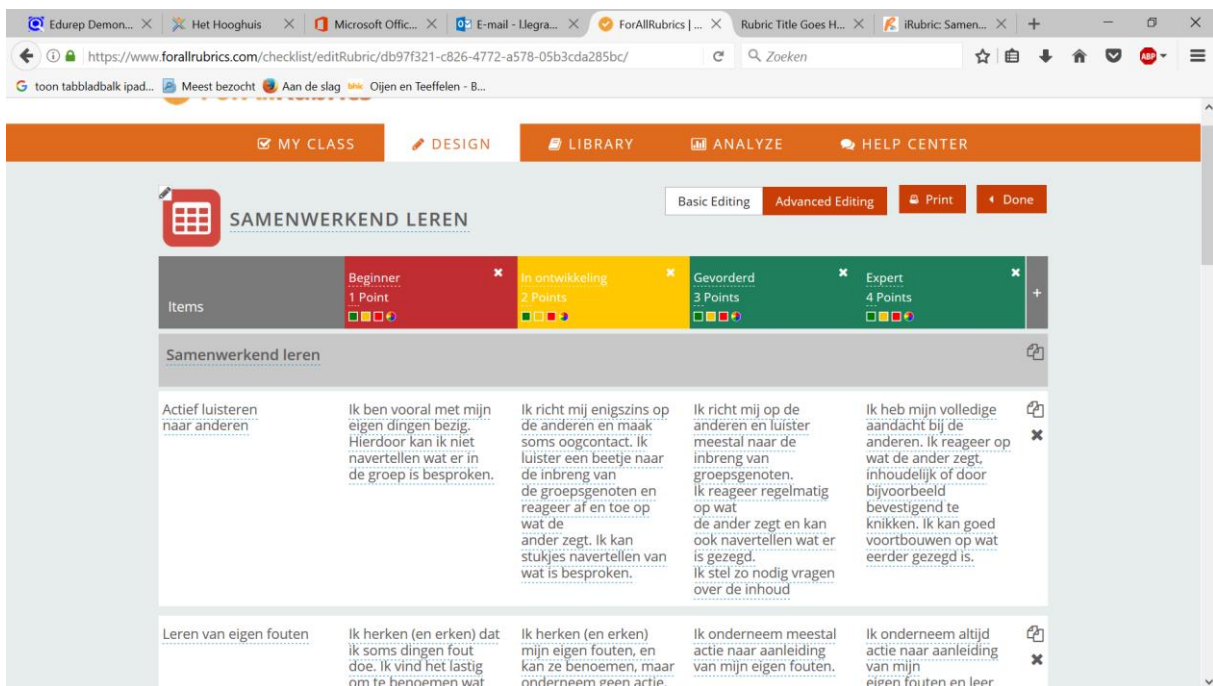 Edurep Demon...
Het Hooghuis
Microsoft Offic...
E-mail - Llegra...
ForAllRubrics | ...
Rubric Title Goes H...
iRubric: Samen...
https://www.forallrubrics.com/checklist/editRubric/db97f321-c826-4772-a578-05b3cda285bc/
Zoeken
ABP
toon tabbladbalk ipad...
Meest bezocht
Aan de slag
Oijen en Teeffelen - B...
MY CLASS
DESIGN
LIBRARY
ANALYZE
HELP CENTER
SAMENWERKEND LEREN
Basic Editing
Advanced Editing
Print
Done
Items
Beginner
1 Point
In ontwikkeling
2 Points
Gevorderd
3 Points
Expert
4 Points
+
Samenwerkend leren
Actief luisteren
naar anderen
Ik ben vooral met mijn
eigen dingen bezig.
Hierdoor kan ik niet
navertellen wat er in
de groep is besproken.
Ik richt mij enigszins op
de anderen en maak
soms oogcontact. Ik
luister een beetje naar
de inbreng van
de groepsgenoten en
reageer af en toe op
wat de
ander zegt. Ik kan
stukjes navertellen van
wat is besproken.
Ik richt mij op de
anderen en luister
meestal naar de
inbreng van
groepsgenoten.
Ik reageer regelmatig
op wat
de ander zegt en kan
ook navertellen wat er
is gezegd.
Ik stel zo nodig vragen
over de inhoud
Ik heb mijn volledige
aandacht bij de
anderen. Ik reageer op
wat de ander zegt,
inhoudelijk of door
bijvoorbeeld
bevestigend te
knikken. Ik kan goed
voortbouwen op wat
eerder gezegd is.
Leren van eigen fouten
Ik herken (en erken) dat
ik soms dingen fout
doe. Ik vind het lastig
om te benoemen wat
Ik herken (en erken)
mijn eigen fouten, en
kan ze benoemen, maar
onderneem geen actie.
Ik onderneem meestal
actie naar aanleiding
van mijn eigen fouten.
Ik onderneem altijd
actie naar aanleiding
van mijn
eigen fouten en leer